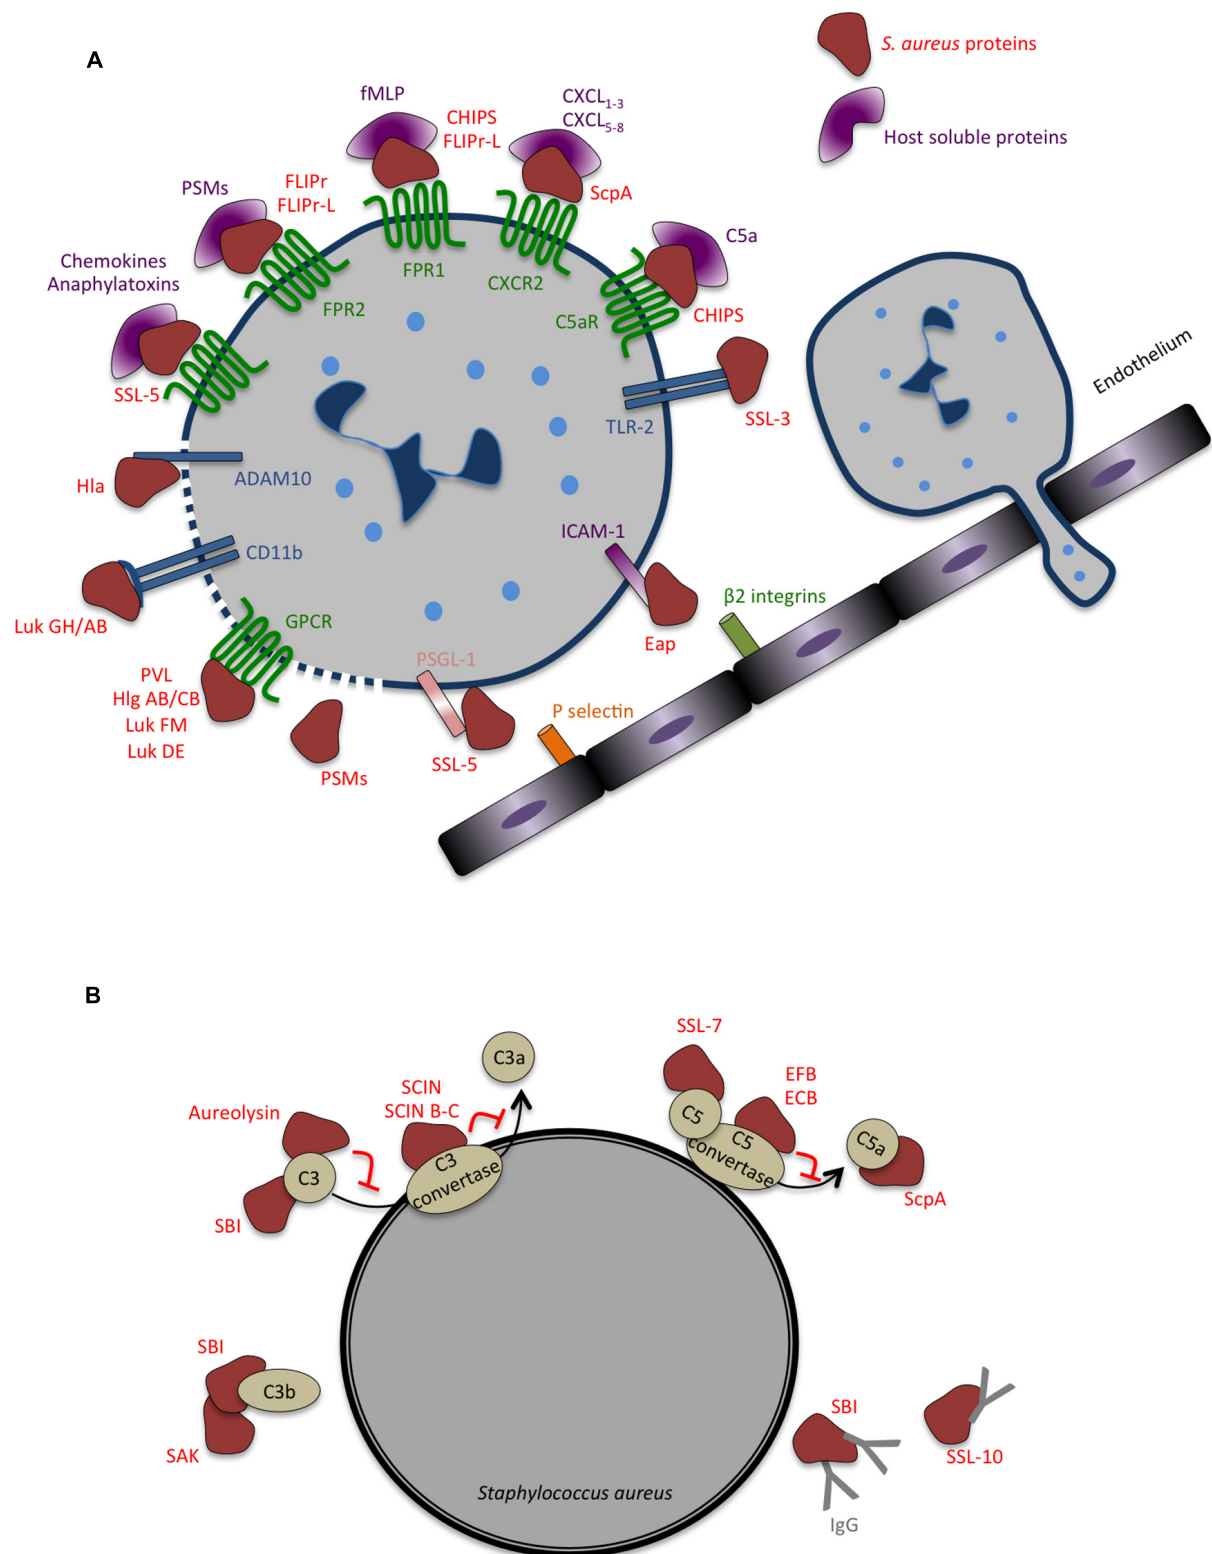 A
S. aureus proteins
Host soluble proteins
fMLP
CHIPS
FLIPr-L
CXCL1-3
CXCL5-8
ScpA
PSMs
FLIPr
FLIPr-L
C5a
Chemokines
Anaphylatoxins
FPR1
CXCR2
FPR2
C5aR
CHIPS
SSL-5
TLR-2
SSL-3
Endothelium
Hla
ADAM10
ICAM-1
CD11b
Luk GH/AB
GPCR
β2 integrins
Eap
PSGL-1
PVL
Hlg AB/CB
Luk FM
Luk DE
P selectin
PSMs
SSL-5
B
SSL-7
C3a
EFB
ECB
SCIN
SCIN B-C
Aureolysin
C5
C5
convertase
C5a
C3
C3
convertase
ScpA
SBI
SBI
C3b
SAK
SBI
SSL-10
Staphylococcus aureus
IgG